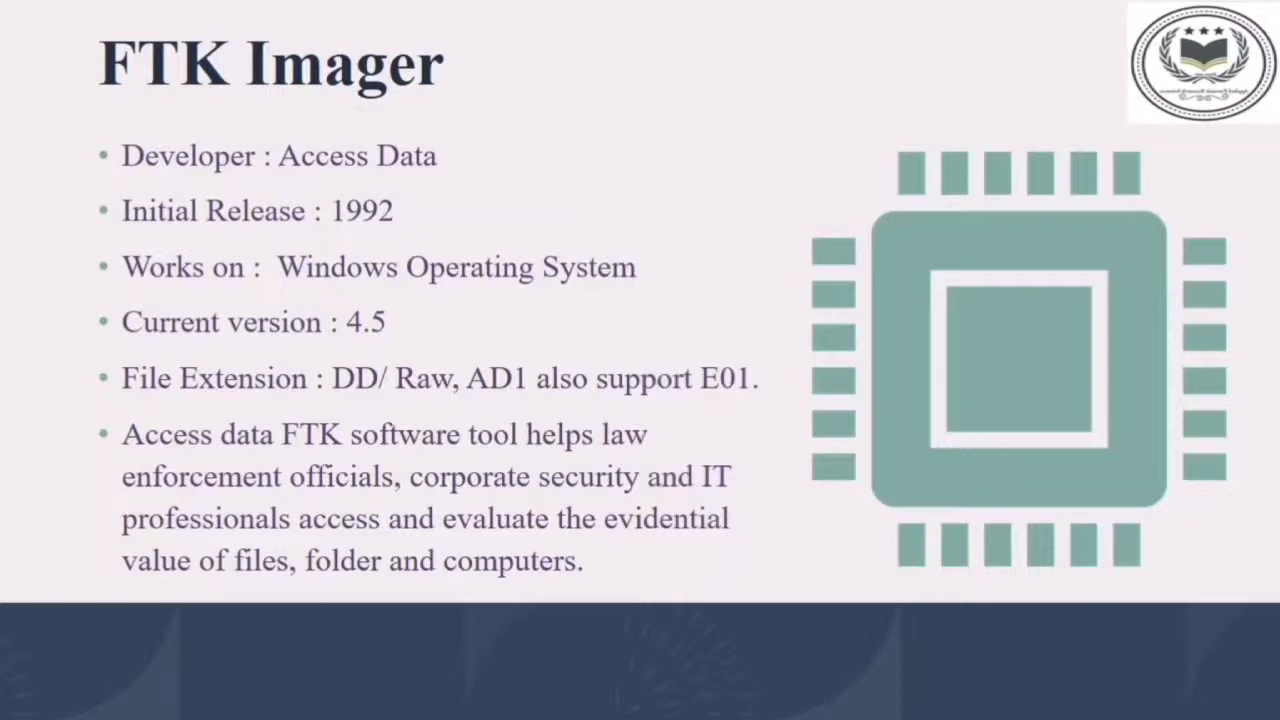 FTK Imager
• Developer : Access Data
• Initial Release : 1992
• Works on :  Windows Operating System
• Current version : 4.5
• File Extension : DD/ Raw, AD1 also support E01.
• Access data FTK software tool helps law
enforcement officials, corporate security and IT
professionals access and evaluate the evidential
value of files, folder and computers.